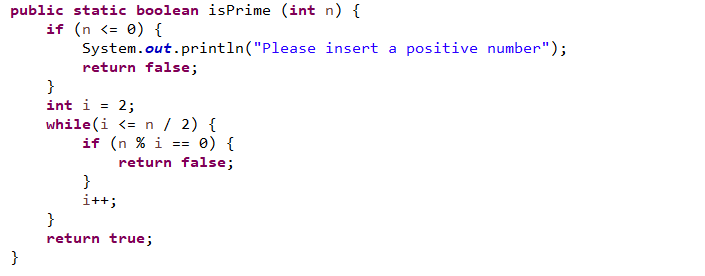 public static boolean isPrime (int n) {
    if (n <= 0) {
        System.out.println("Please insert a positive number");
        return false;
    }
    int i = 2;
    while(i <= n / 2) {
        if (n % i == 0) {
            return false;
        }
        i++;
    }
    return true;
}